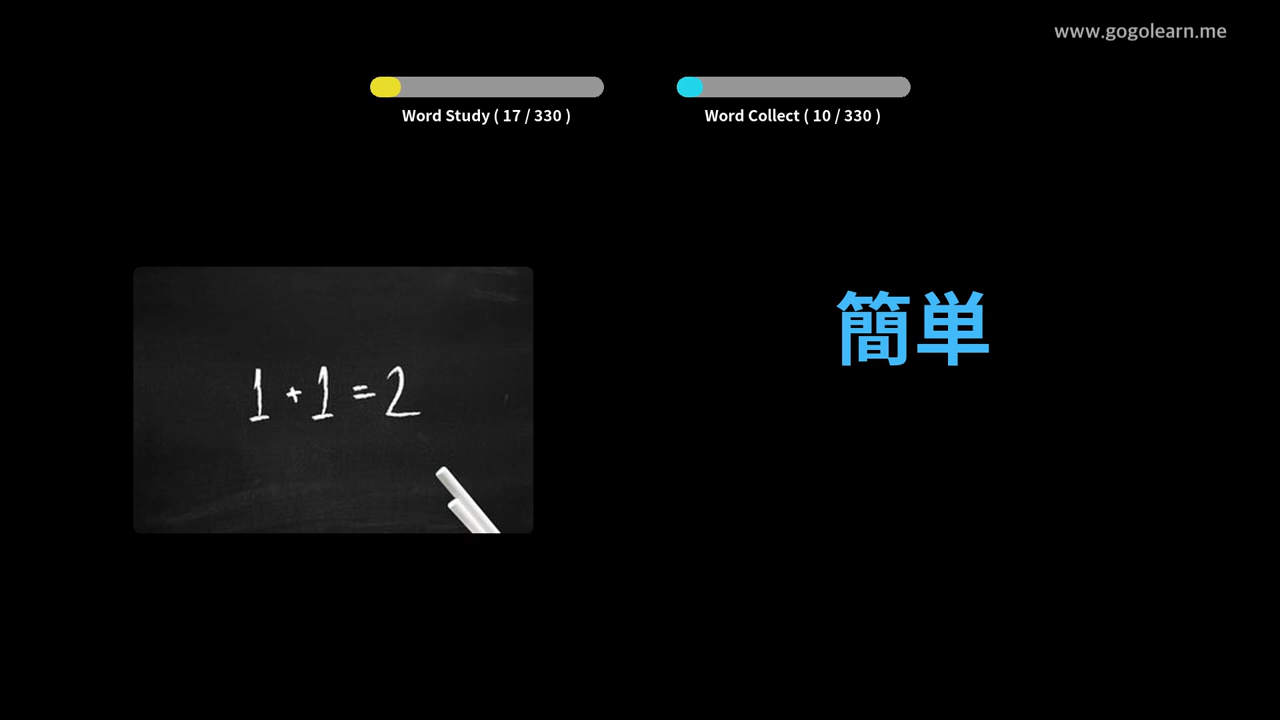 www.gogolearn.me
Word Study ( 17 / 330 )
Word Collect ( 10 / 330 )
簡単
1 + 1 = 2